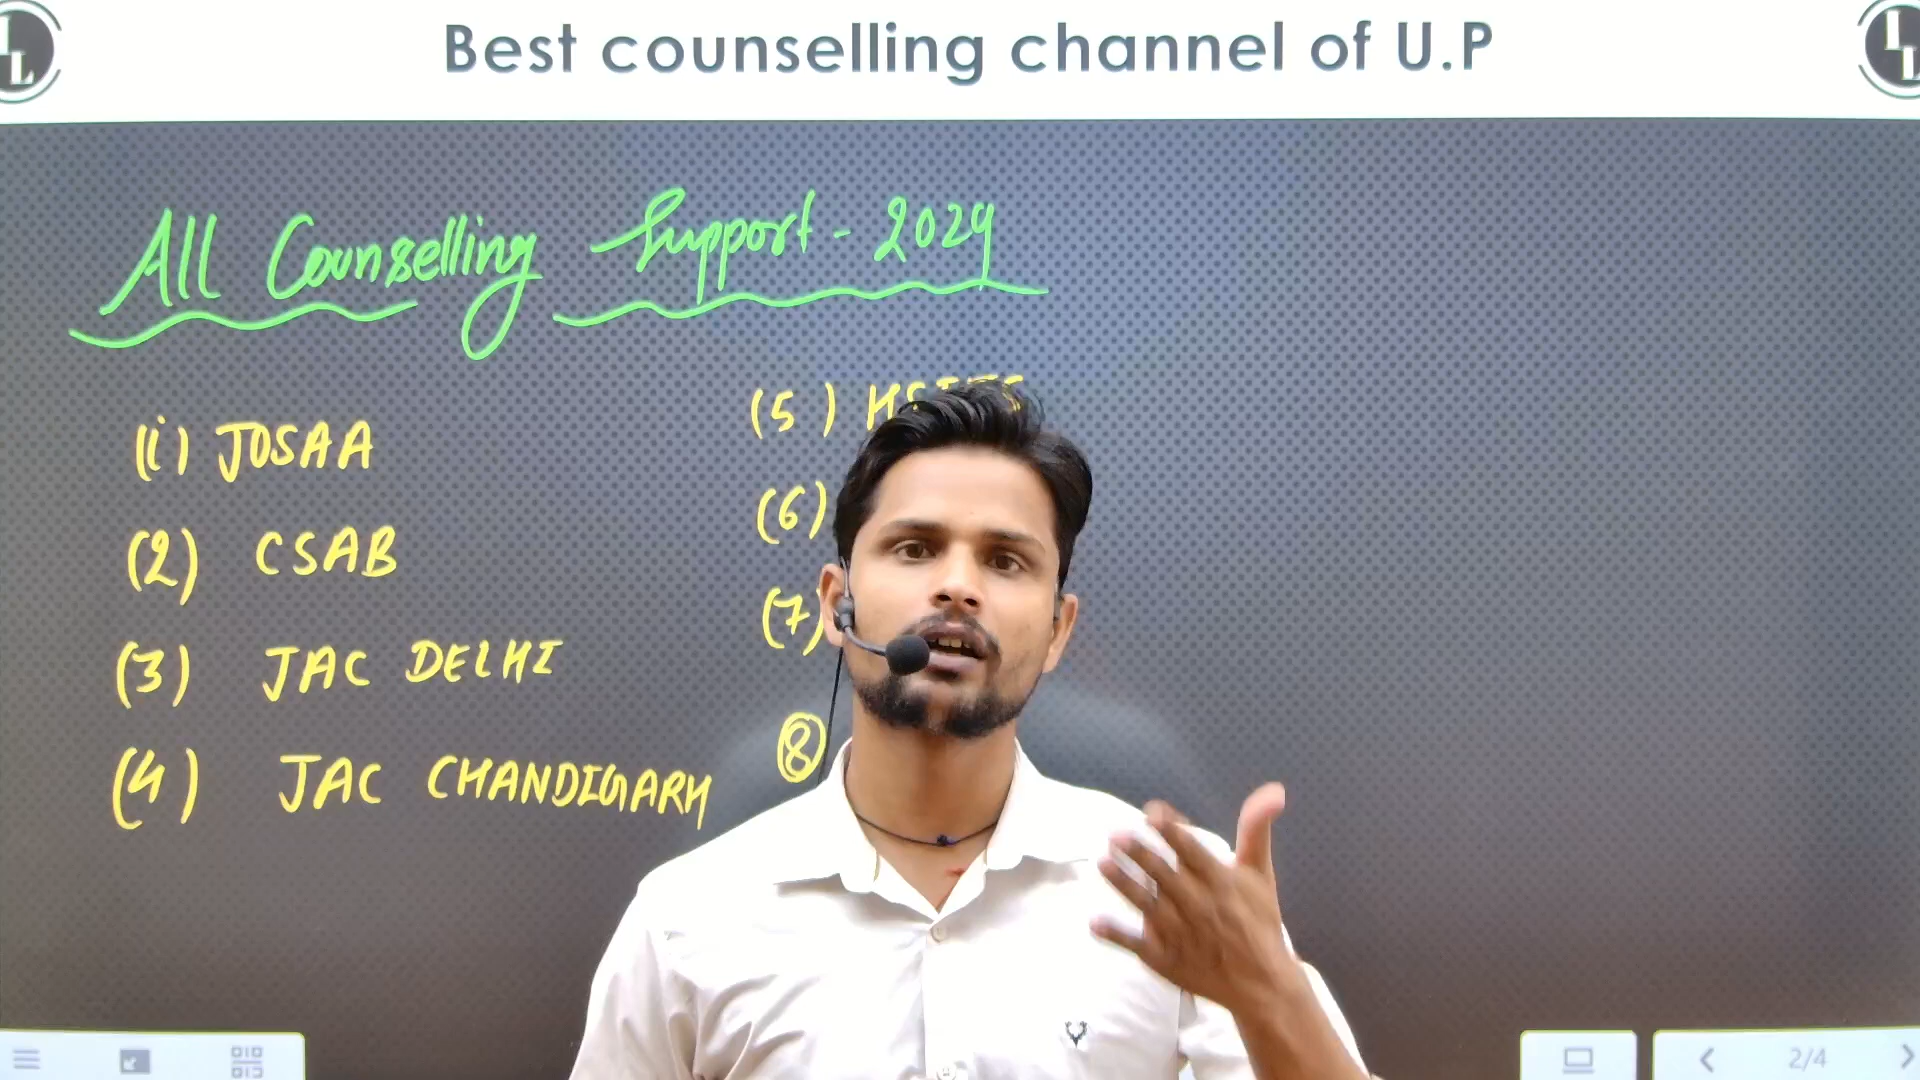 Best counselling channel of U.P
All Counselling Support - 2024
(i) JOSAA
(2) CSAB
(3) JAC DELHI
(4) JAC CHANDIGARH
(5)
(6)
(7)
8
2/4